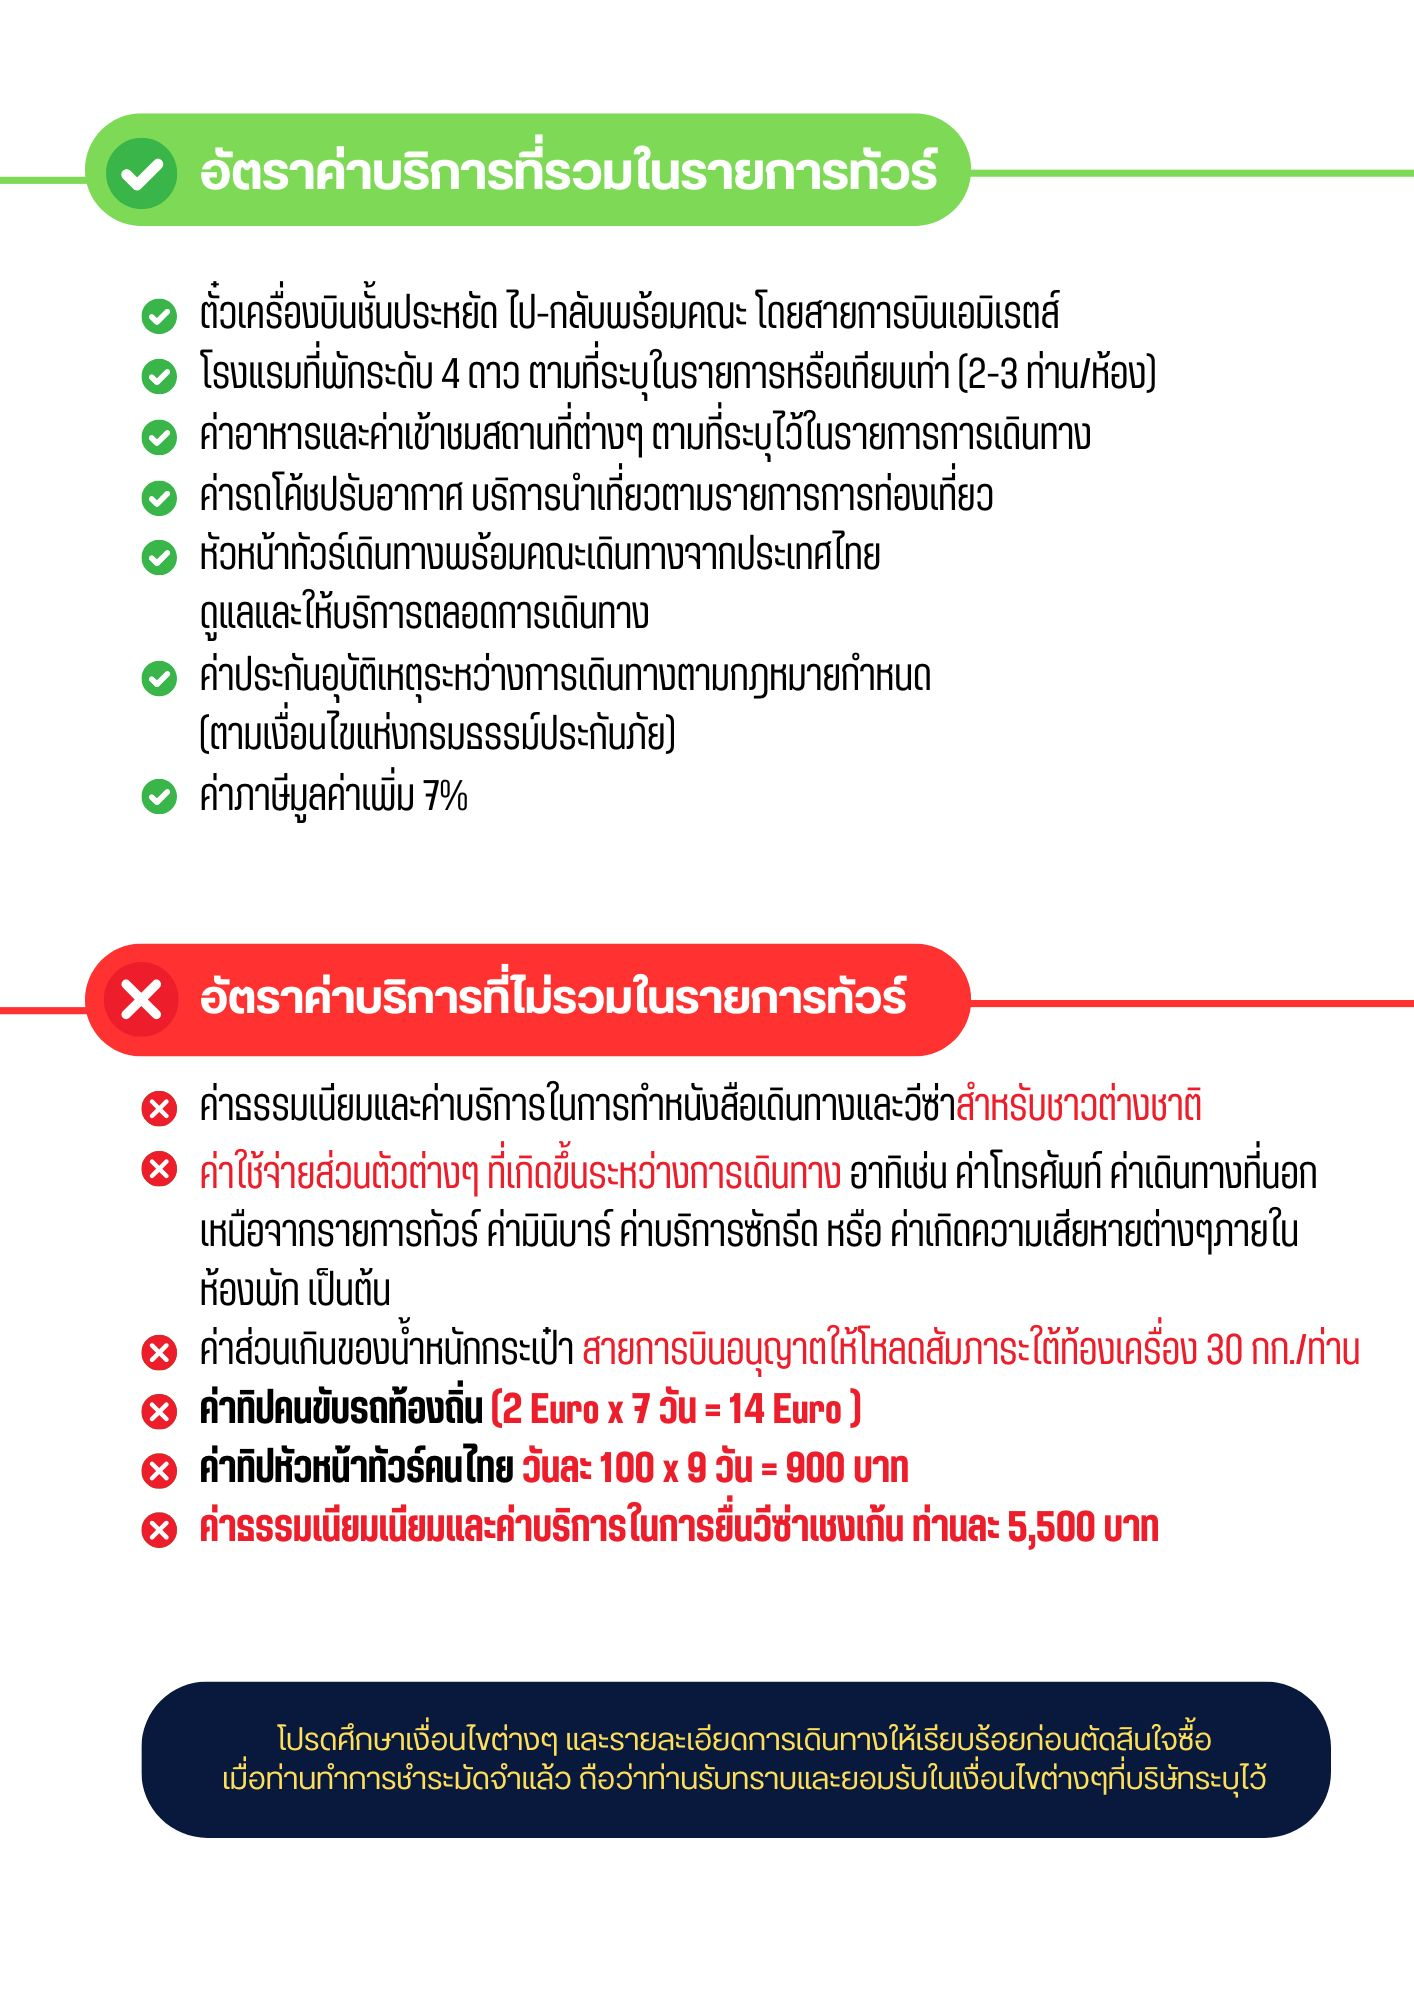 อัตราค่าบริการที่รวมในรายการทัวร์
ตั๋วเครื่องบินชั้นประหยัด ไป-กลับพร้อมคณะ โดยสายการบินเอมิเรตส์
โรงแรมที่พักระดับ 4 ดาว ตามที่ระบุในรายการหรือเทียบเท่า (2-3 ท่าน/ห้อง)
ค่าอาหารและค่าเข้าชมสถานที่ต่างๆ ตามที่ระบุไว้ในรายการการเดินทาง
ค่ารถโค้ชปรับอากาศ บริการนำเที่ยวตามรายการการท่องเที่ยว
หัวหน้าทัวร์เดินทางพร้อมคณะเดินทางจากประเทศไทย
ดูแลและให้บริการตลอดการเดินทาง
ค่าประกันอุบัติเหตุระหว่างการเดินทางตามกฎหมายกำหนด
(ตามเงื่อนไขแห่งกรมธรรม์ประกันภัย)
ค่าภาษีมูลค่าเพิ่ม 7%
อัตราค่าบริการที่ไม่รวมในรายการทัวร์
ค่าธรรมเนียมและค่าบริการในการทำหนังสือเดินทางและวีซ่าสำหรับชาวต่างชาติ
ค่าใช้จ่ายส่วนตัวต่างๆ ที่เกิดขึ้นระหว่างการเดินทาง อาทิเช่น ค่าโทรศัพท์ ค่าเดินทางที่นอก
เหนือจากรายการทัวร์ ค่ามินิบาร์ ค่าบริการซักรีด หรือ ค่าเกิดความเสียหายต่างๆภายใน
ห้องพัก เป็นต้น
ค่าส่วนเกินของน้ำหนักกระเป๋า สายการบินอนุญาตให้โหลดสัมภาระใต้ท้องเครื่อง 30 กก./ท่าน
ค่าทิปคนขับรถท้องถิ่น (2 Euro x 7 วัน = 14 Euro )
ค่าทิปหัวหน้าทัวร์คนไทย วันละ 100 x 9 วัน = 900 บาท
ค่าธรรมเนียมเนียมและค่าบริการในการยื่นวีซ่าเชงเก้น ท่านละ 5,500 บาท
โปรดศึกษาเงื่อนไขต่างๆ และรายละเอียดการเดินทางให้เรียบร้อยก่อนตัดสินใจซื้อ
เมื่อท่านทำการชำระมัดจำแล้ว ถือว่าท่านรับทราบและยอมรับในเงื่อนไขต่างๆที่บริษัทระบุไว้